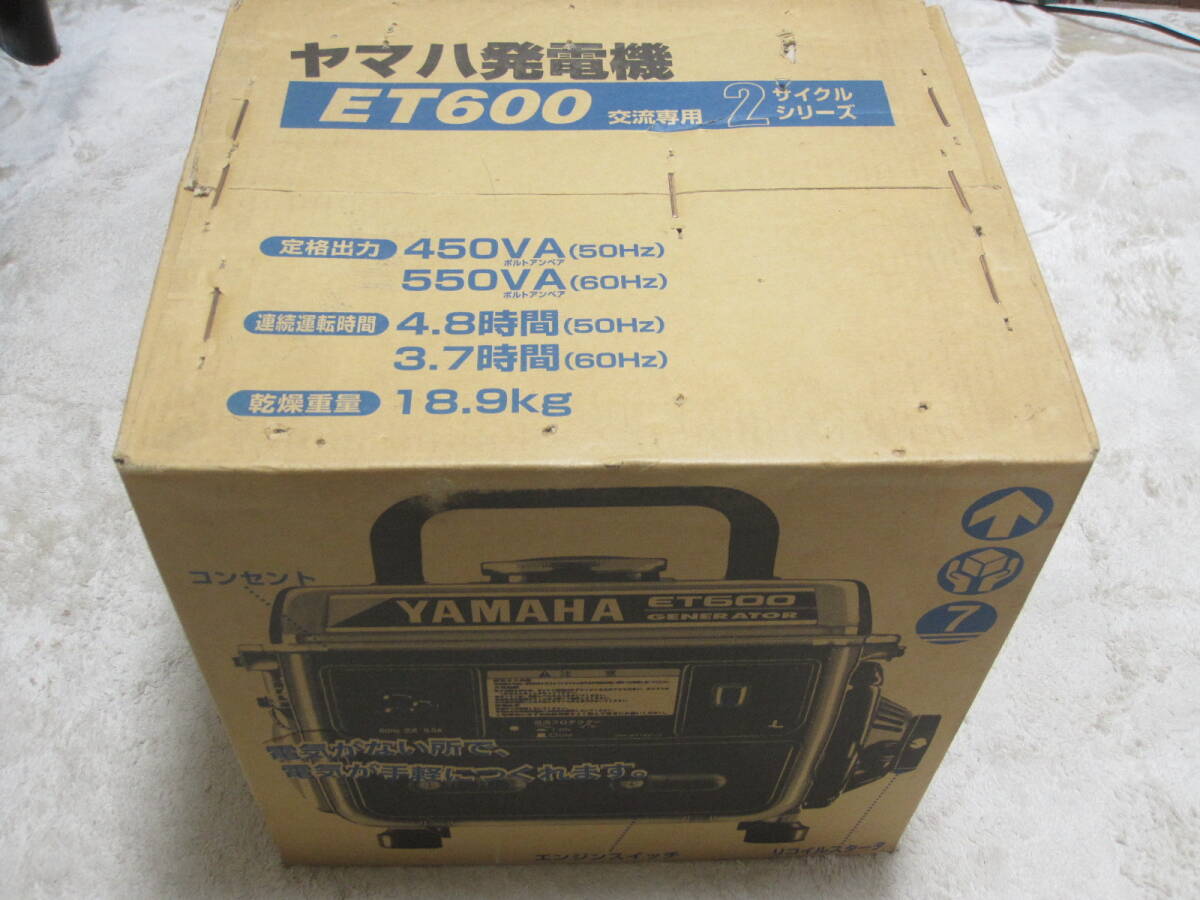 ヤマハ発電機
ET600 交流専用 2サイクルシリーズ
定格出力 450VA(50Hz)
ボルトアンペア
550VA(60Hz)
ボルトアンペア
連続運転時間 4.8時間(50Hz)
3.7時間(60Hz)
乾燥重量 18.9kg
コンセント
YAMAHA ET600
GENERATOR
7
注意
電気がない所で、
電気が手軽につくれます。
エンジンスイッチ
リコイルスタータ